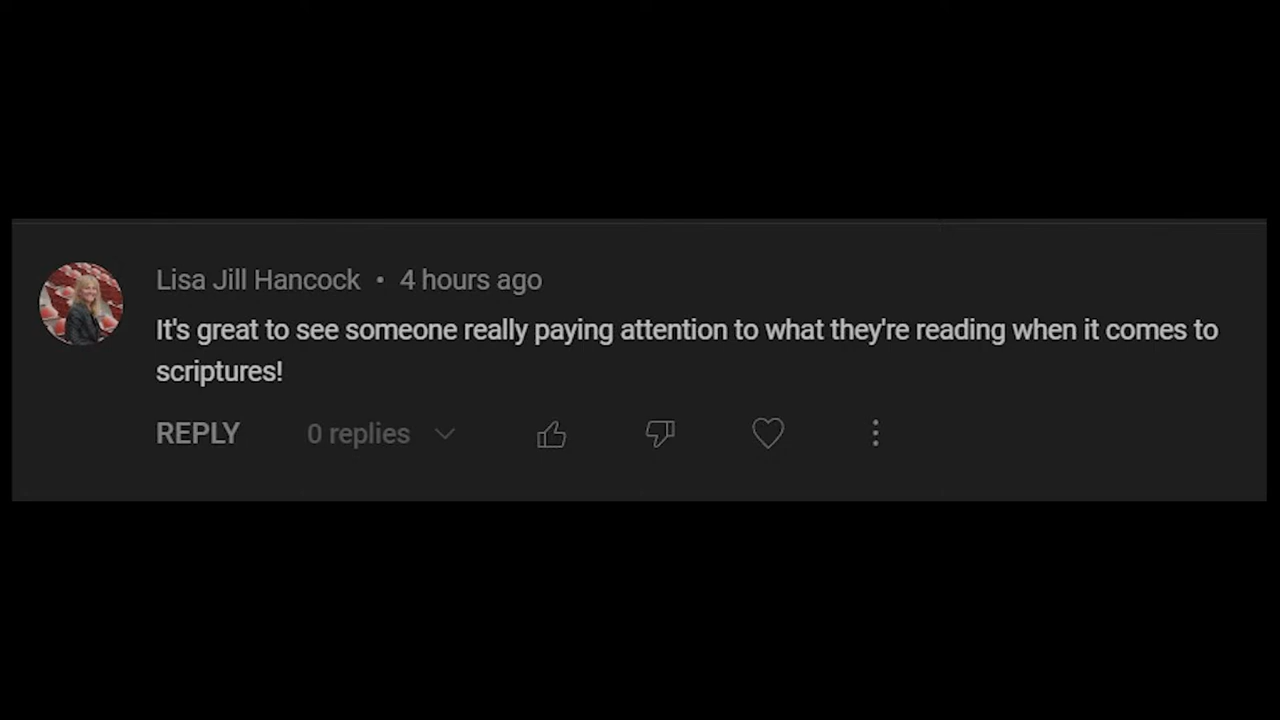 Lisa Jill Hancock • 4 hours ago
It's great to see someone really paying attention to what they're reading when it comes to
scriptures!
REPLY 0 replies